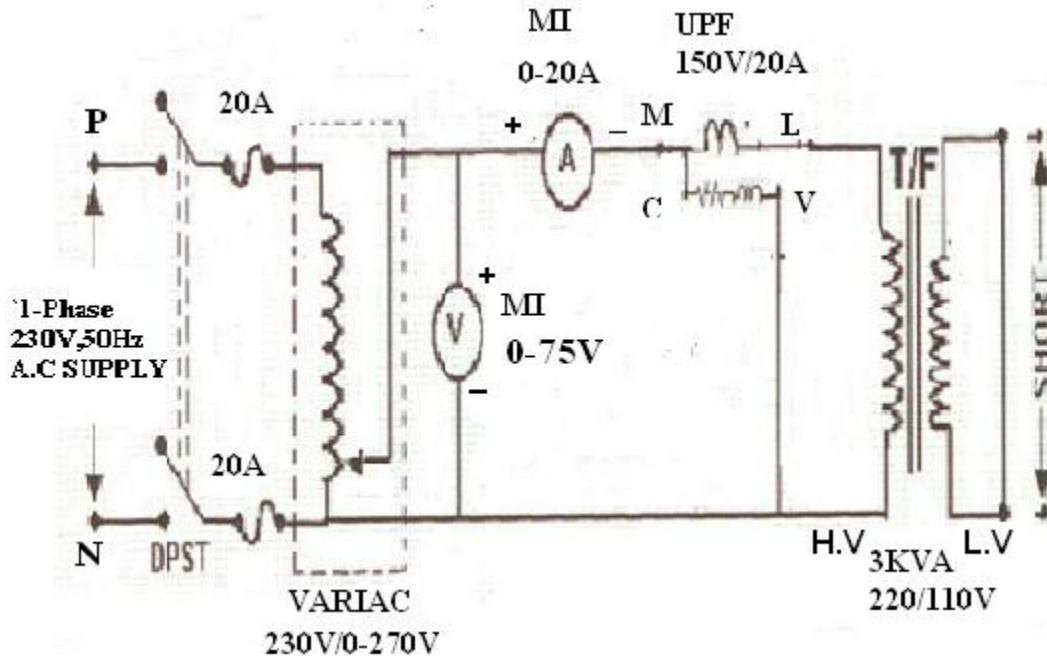 MI
0-20A
UPF
150V/20A
20A
P
+
A
–
M
L
C
V
T/F
`1-Phase
230V,50Hz
A.C SUPPLY
+
V
–
MI
0-75V
SHORT
20A
N
DPST
VARIAC
230V/0-270V
H.V
L.V
3KVA
220/110V